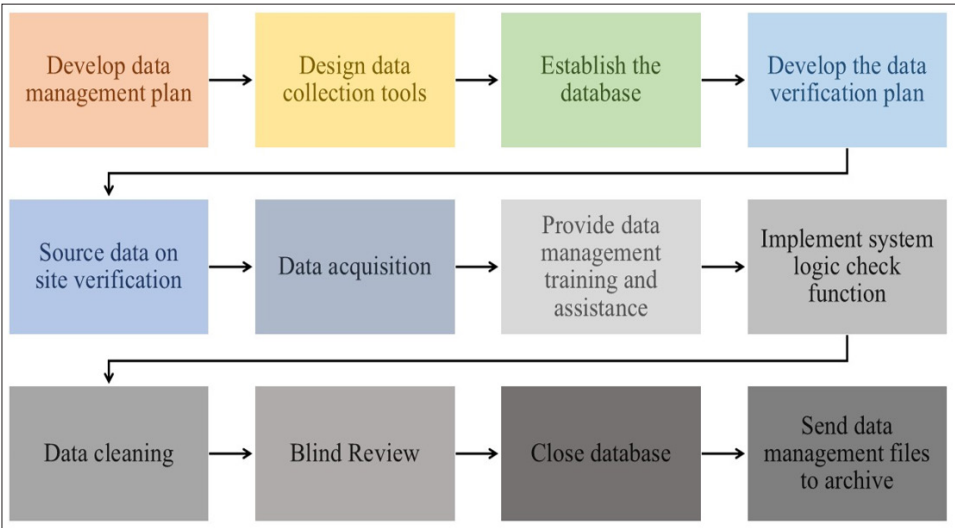 Develop data
management plan
Design data
collection tools
Establish the
database
Develop the data
verification plan
Source data on
site verification
Data acquisition
Provide data
management
training and
assistance
Implement system
logic check
function
Data cleaning
Blind Review
Close database
Send data
management files
to archive